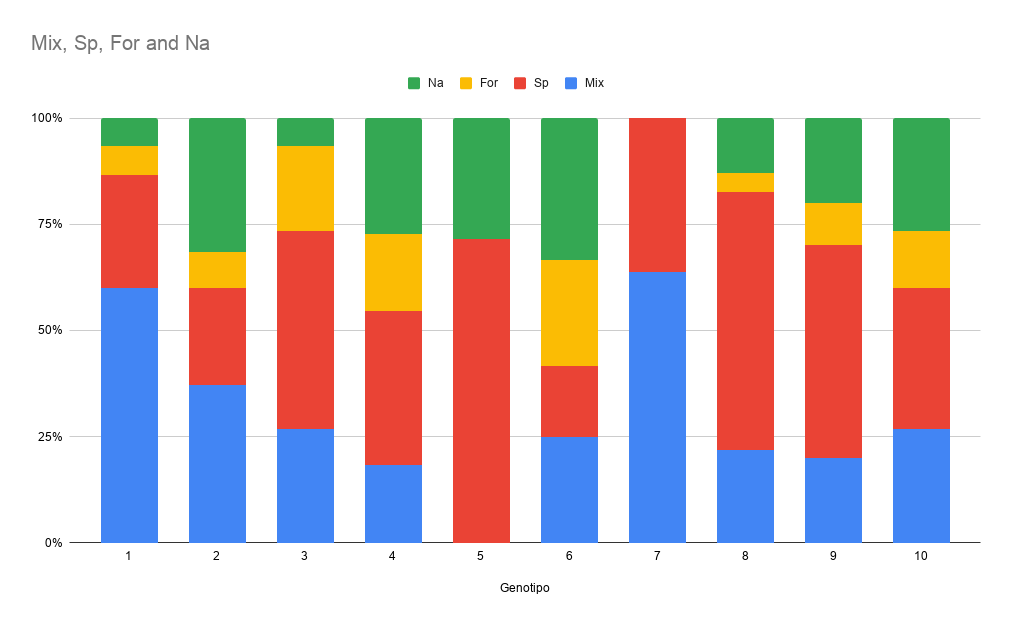 Mix, Sp, For and Na
Na For Sp Mix
100%
75%
50%
25%
0%
1 2 3 4 5 6 7 8 9 10
Genotipo